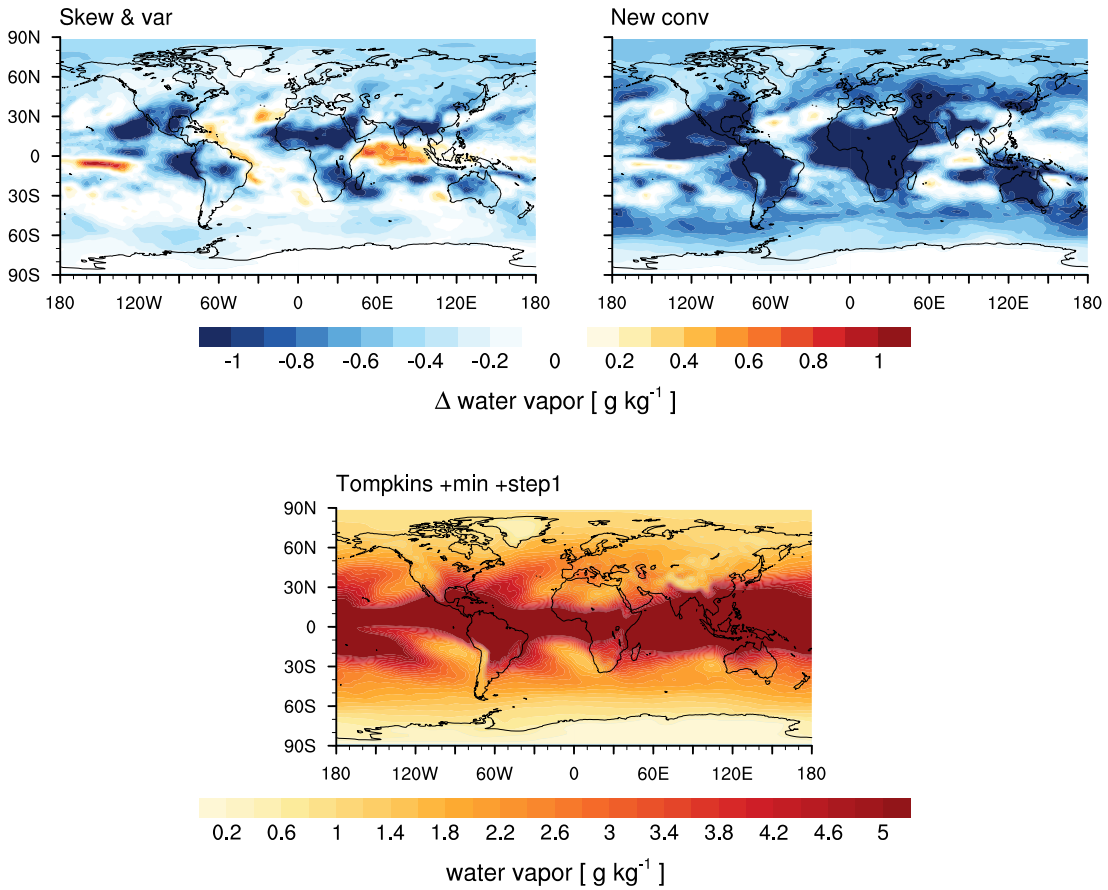 Skew & var
New conv
90N
60N
30N
0
30S
60S
90S
180 120W 60W 0 60E 120E 180
90N
60N
30N
0
30S
60S
90S
180 120W 60W 0 60E 120E 180
-1 -0.8 -0.6 -0.4 -0.2 0 0.2 0.4 0.6 0.8 1
Δ water vapor [ g kg⁻¹ ]
Tompkins +min +step1
90N
60N
30N
0
30S
60S
90S
180 120W 60W 0 60E 120E 180
0.2 0.6 1 1.4 1.8 2.2 2.6 3 3.4 3.8 4.2 4.6 5
water vapor [ g kg⁻¹ ]